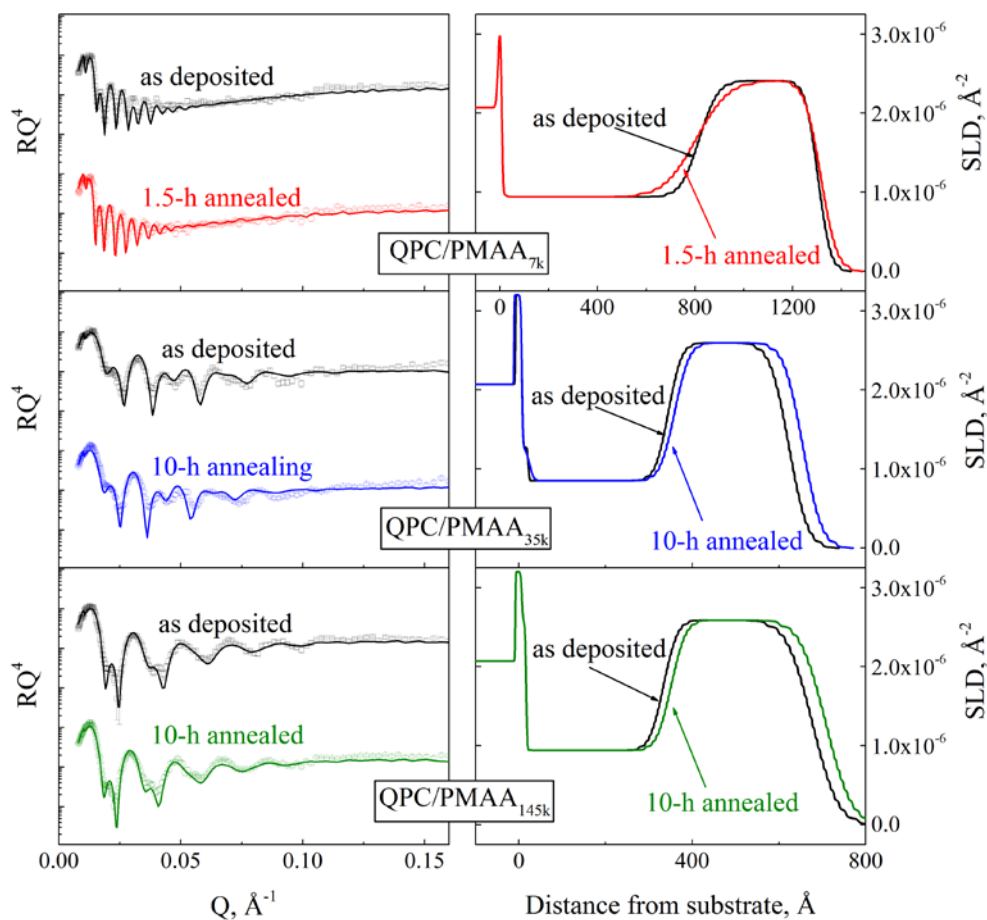 as deposited
RQ⁴
1.5-h annealed
QPC/PMAA₇ₖ
as deposited
1.5-h annealed
3.0x10⁻⁶
2.0x10⁻⁶
1.0x10⁻⁶
0.0
SLD, Å⁻²
0 400 800 1200
as deposited
RQ⁴
10-h annealing
QPC/PMAA₃₅ₖ
as deposited
10-h annealed
3.0x10⁻⁶
2.0x10⁻⁶
1.0x10⁻⁶
0.0
SLD, Å⁻²
as deposited
RQ⁴
10-h annealed
QPC/PMAA₁₄₅ₖ
as deposited
10-h annealed
3.0x10⁻⁶
2.0x10⁻⁶
1.0x10⁻⁶
0.0
SLD, Å⁻²
0.00 0.05 0.10 0.15
Q, Å⁻¹
0 400 800
Distance from substrate, Å